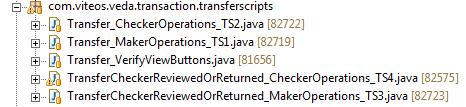 com.viteos.veda.transaction.transferscripts
Transfer_CheckerOperations_TS2.java [82722]
Transfer_MakerOperations_TS1.java [82719]
Transfer_VerifyViewButtons.java [81656]
TransferCheckerReviewedOrReturned_CheckerOperations_TS4.java [82575]
TransferCheckerReviewedOrReturned_MakerOperations_TS3.java [82723]